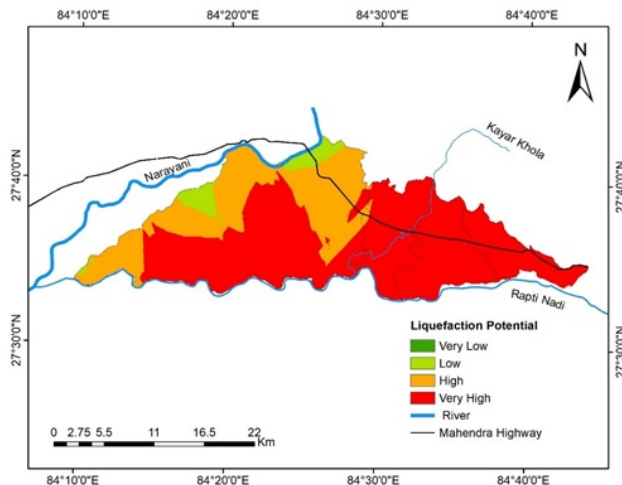 84°10'0"E 84°20'0"E 84°30'0"E 84°40'0"E
N
Kayar Khola
Narayani
27°40'0"N 27°40'0"N
Rapti Nadi
27°30'0"N 27°30'0"N
Liquefaction Potential
Very Low
Low
High
Very High
River
Mahendra Highway
0 2.75 5.5 11 16.5 22
Km
84°10'0"E 84°20'0"E 84°30'0"E 84°40'0"E